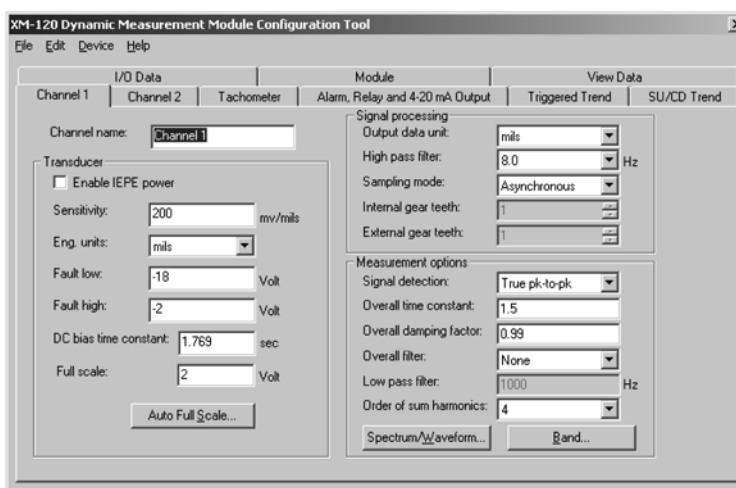 XM-120 Dynamic Measurement Module Configuration Tool
File Edit Device Help
I/O Data Module View Data
Channel 1 Channel 2 Tachometer Alarm, Relay and 4-20 mA Output Triggered Trend SU/CD Trend
Channel name: Channel 1
Transducer
Enable IEPE power
Sensitivity: 200 mv/mils
Eng. units: mils
Fault low: -18 Volt
Fault high: -2 Volt
DC bias time constant: 1.769 sec
Full scale: 2 Volt
Auto Full Scale...
Signal processing
Output data unit: mils
High pass filter: 8.0 Hz
Sampling mode: Asynchronous
Internal gear teeth: 1
External gear teeth: 1
Measurement options
Signal detection: True pk-to-pk
Overall time constant: 1.5
Overall damping factor: 0.99
Overall filter: None
Low pass filter: 1000 Hz
Order of sum harmonics: 4
Spectrum/Waveform... Band...